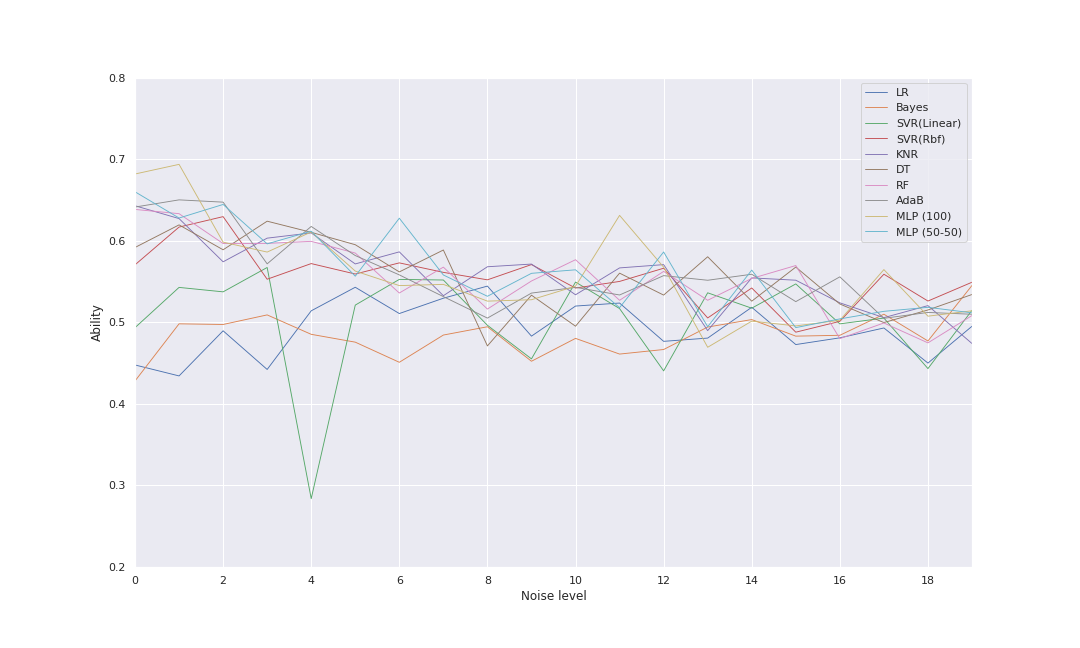 0.8
0.7
0.6
0.5
0.4
0.3
0.2
Ability
0 2 4 6 8 10 12 14 16 18
Noise level
LR
Bayes
SVR(Linear)
SVR(Rbf)
KNR
DT
RF
AdaB
MLP (100)
MLP (50-50)